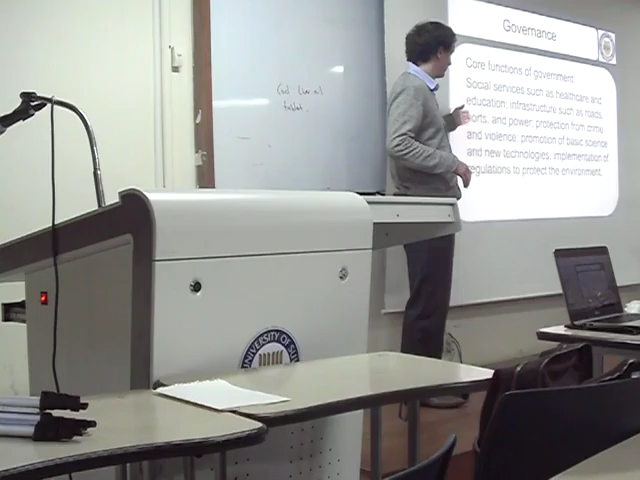 Governance
Core functions of government
Social services such as healthcare and
education; infrastructure such as roads,
and power; protection from crime
and violence; promotion of basic science
and new technologies; implementation of
regulations to protect the environment.
tablet
UNIVERSITY OF